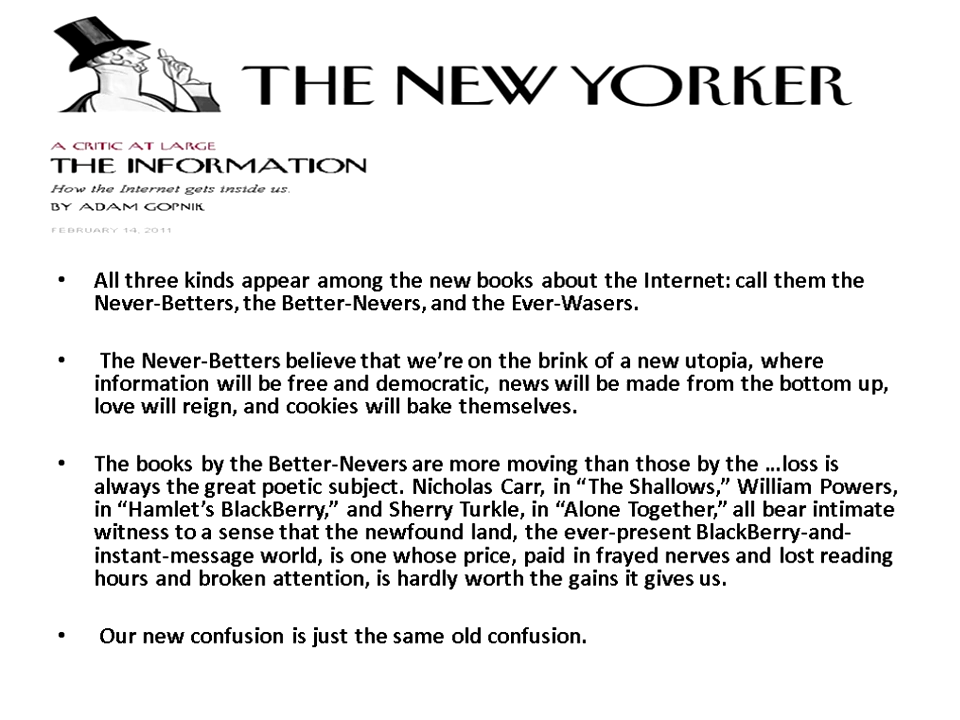 THE NEW YORKER
A CRITIC AT LARGE
THE INFORMATION
How the Internet gets inside us.
BY ADAM GOPNIK
FEBRUARY 14, 2011
• All three kinds appear among the new books about the Internet: call them the
Never-Betters, the Better-Nevers, and the Ever-Wasers.
• The Never-Betters believe that we’re on the brink of a new utopia, where
information will be free and democratic, news will be made from the bottom up,
love will reign, and cookies will bake themselves.
• The books by the Better-Nevers are more moving than those by the …loss is
always the great poetic subject. Nicholas Carr, in “The Shallows,” William Powers,
in “Hamlet’s BlackBerry,” and Sherry Turkle, in “Alone Together,” all bear intimate
witness to a sense that the newfound land, the ever-present BlackBerry-and-
instant-message world, is one whose price, paid in frayed nerves and lost reading
hours and broken attention, is hardly worth the gains it gives us.
• Our new confusion is just the same old confusion.